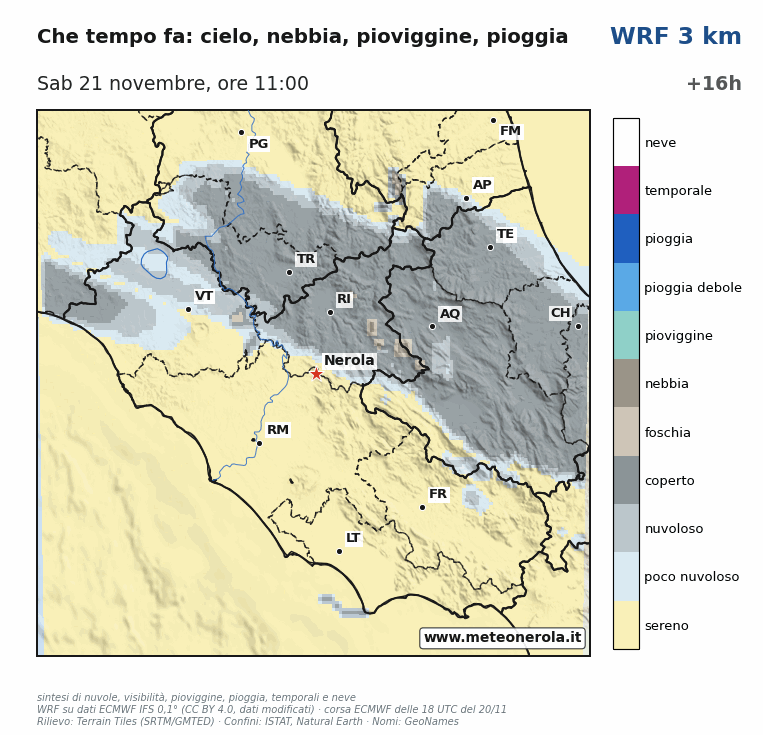 Che tempo fa: cielo, nebbia, pioviggine, pioggia
WRF 3 km
Sab 21 novembre, ore 11:00
+16h
FM
PG
AP
TE
TR
VT
RI
AQ
CH
Nerola
RM
FR
LT
www.meteonerola.it
neve
temporale
pioggia
pioggia debole
pioviggine
nebbia
foschia
coperto
nuvoloso
poco nuvoloso
sereno
sintesi di nuvole, visibilità, pioviggine, pioggia, temporali e neve
WRF su dati ECMWF IFS 0,1° (CC BY 4.0, dati modificati) · corsa ECMWF delle 18 UTC del 20/11
Rilievo: Terrain Tiles (SRTM/GMTED) · Confini: ISTAT, Natural Earth · Nomi: GeoNames